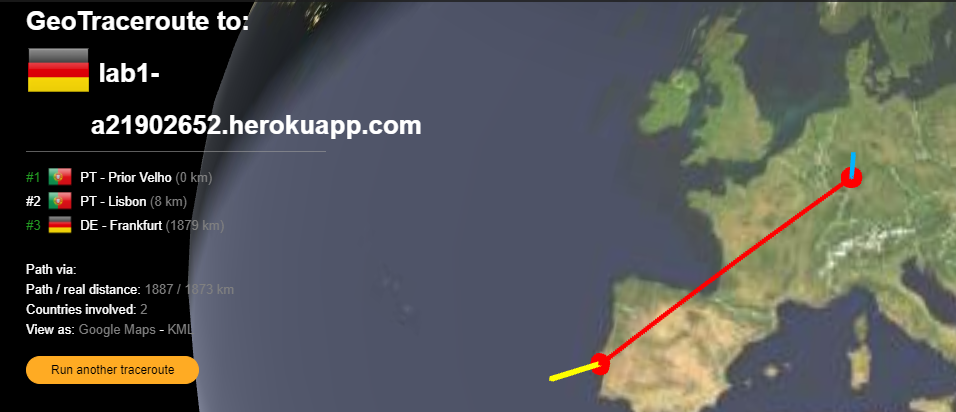 GeoTraceroute to:
lab1-
a21902652.herokuapp.com
#1 PT - Prior Velho (0 km)
#2 PT - Lisbon (8 km)
#3 DE - Frankfurt (1879 km)
Path via:
Path / real distance: 1887 / 1873 km
Countries involved: 2
View as: Google Maps - KML
Run another traceroute